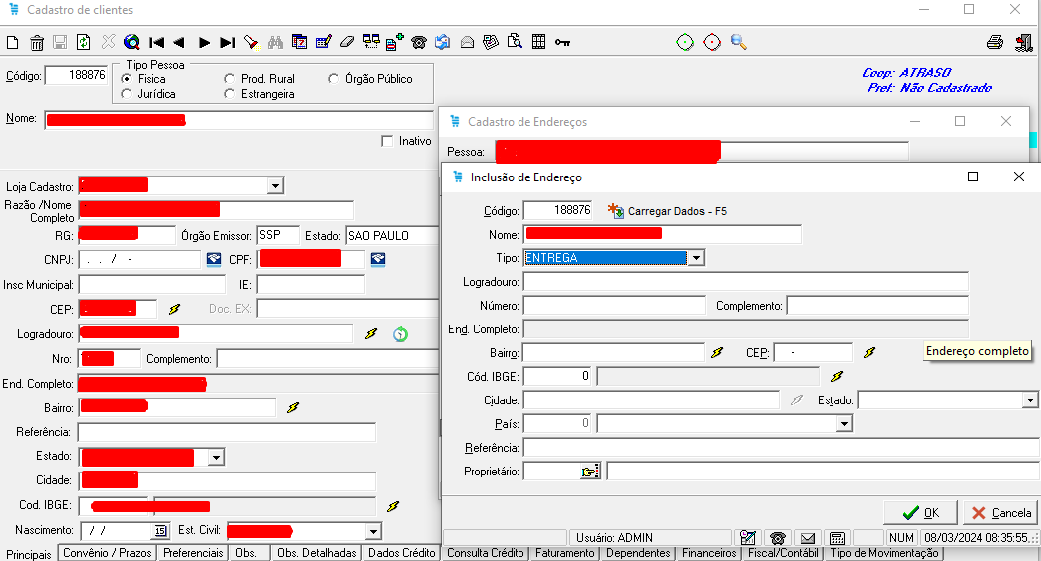 Cadastro de clientes
Código: 188876
Tipo Pessoa
Fisica Prod. Rural Órgão Público
Jurídica Estrangeira
Coop: ATRASO
Pref: Não Cadastrado
Nome:
Inativo
Loja Cadastro:
Razão /Nome Completo
RG: Órgão Emissor: SSP Estado: SAO PAULO
CNPJ: . . / - CPF:
Insc Municipal: IE:
CEP: Doc. EX:
Logradouro:
Nro: Complemento:
End. Completo:
Bairro:
Referência:
Estado:
Cidade:
Cod. IBGE:
Nascimento: / / 15 Est. Civil:
Principais Convênio / Prazos Preferenciais Obs. Obs. Detalhadas Dados Crédito Consulta Crédito Faturamento Dependentes Financeiros Fiscal/Contábil Tipo de Movimentação
Cadastro de Endereços
Pessoa:
Inclusão de Endereço
Código: 188876 Carregar Dados - F5
Nome:
Tipo: ENTREGA
Logradouro:
Número: Complemento:
End. Completo:
Bairro: CEP: -
Endereço completo
Cód. IBGE: 0
Cidade: Estado:
País: 0
Referência:
Proprietário:
OK Cancela
Usuário: ADMIN NUM 08/03/2024 08:35:55